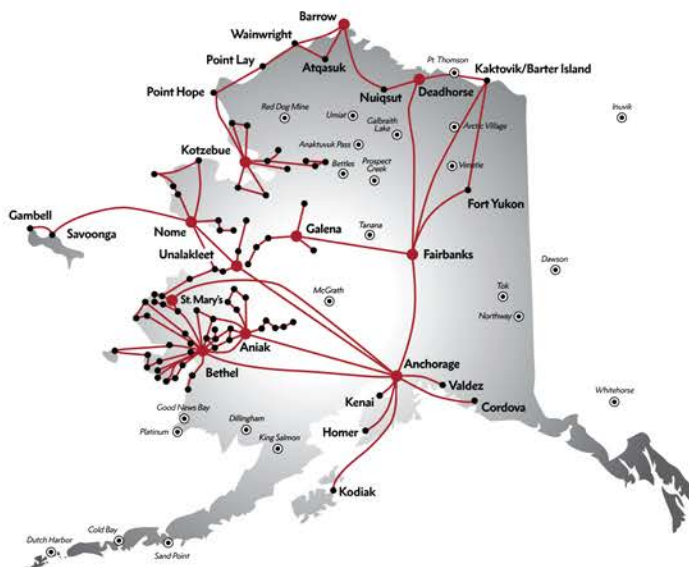 Barrow
Wainwright
Pt. Thomson
Kaktovik/Barter Island
Point Lay
Atqasuk
Deadhorse
Point Hope
Nuiqsut
Red Dog Mine
Umiat
Galbraith
Lake
Arctic Village
Inuvik
Kotzebue
Anaktuvuk Pass
Bettles
Prospect
Creek
Venetie
Fort Yukon
Gambell
Savoonga
Nome
Galena
Tanana
Unalakleet
Fairbanks
Dawson
St. Mary's
McGrath
Tok
Northway
Aniak
Bethel
Anchorage
Valdez
Kenai
Cordova
Whitehorse
Good News Bay
Platinum
Dillingham
Homer
King Salmon
Kodiak
Cold Bay
Dutch Harbor
Sand Point